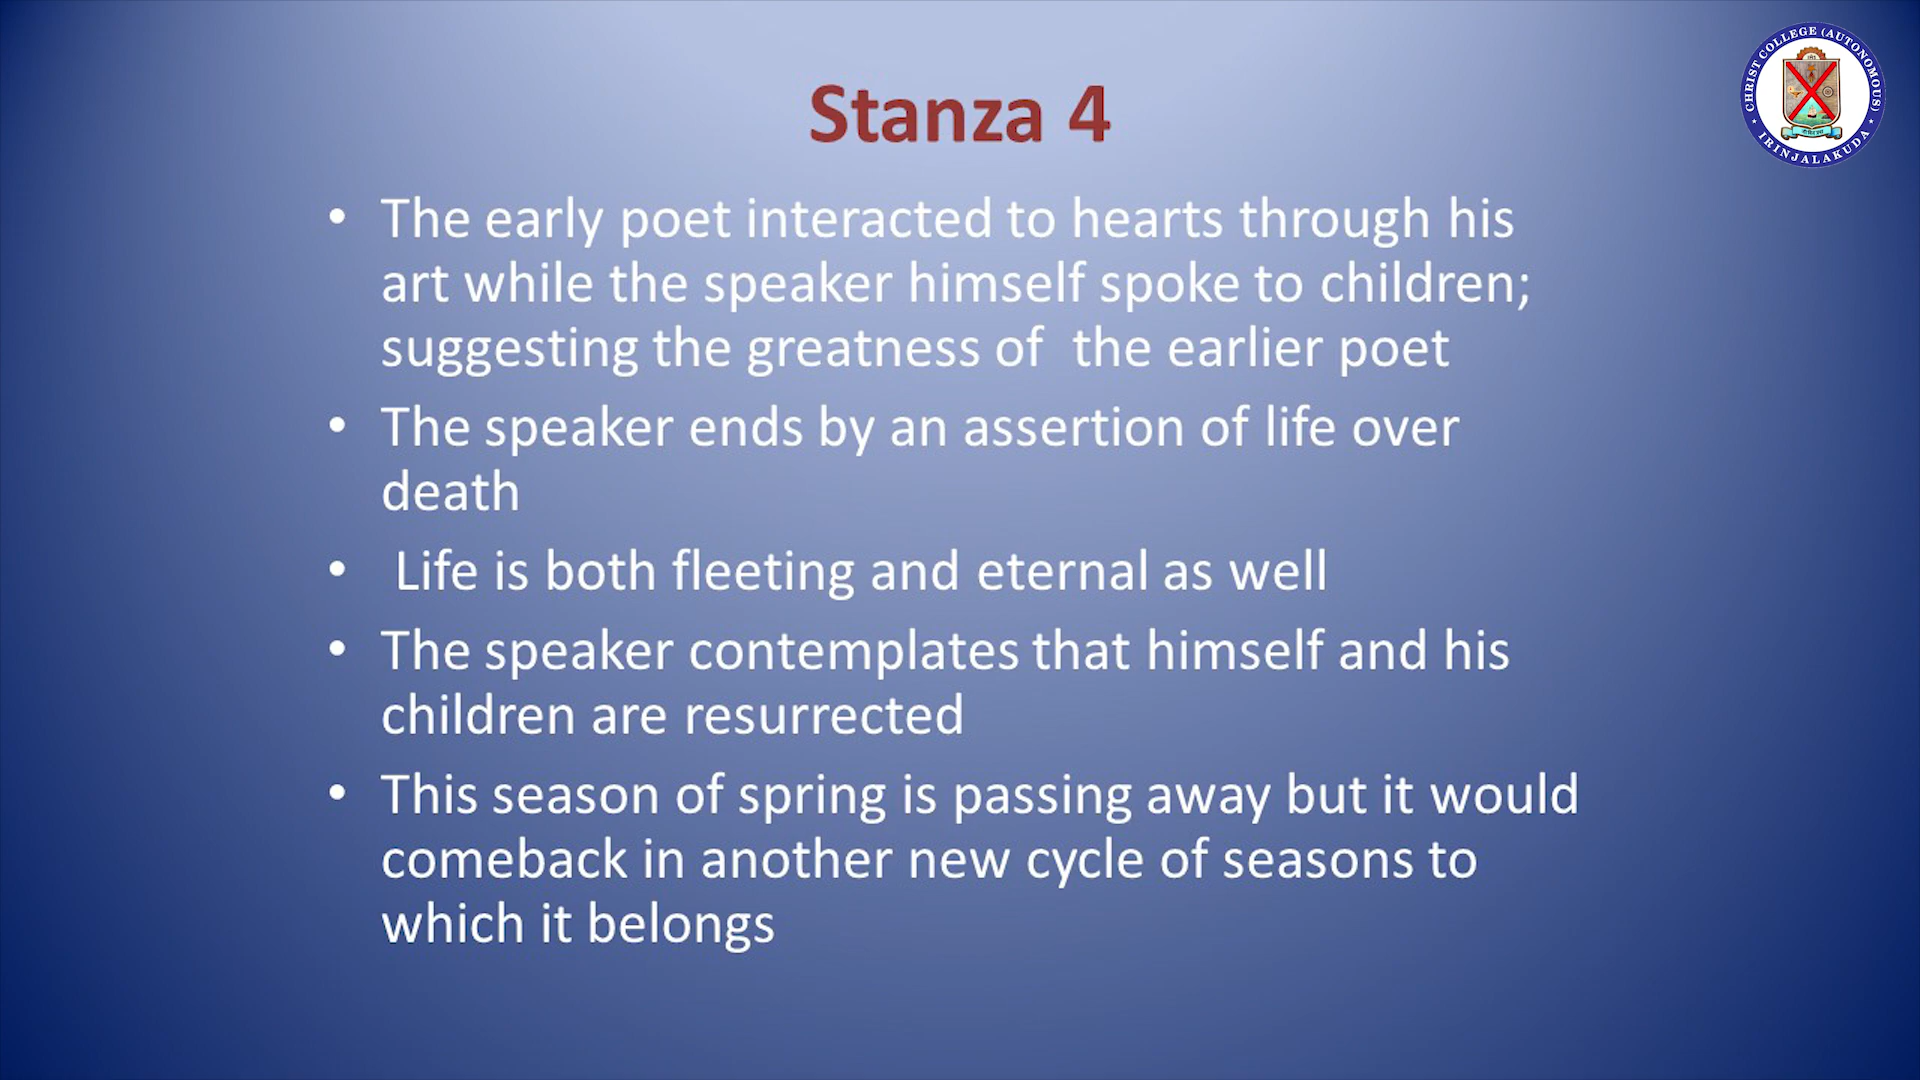 Stanza 4
CHRIST COLLEGE (AUTONOMOUS)
IRINJALAKUDA
• The early poet interacted to hearts through his
art while the speaker himself spoke to children;
suggesting the greatness of  the earlier poet
• The speaker ends by an assertion of life over
death
•  Life is both fleeting and eternal as well
• The speaker contemplates that himself and his
children are resurrected
• This season of spring is passing away but it would
comeback in another new cycle of seasons to
which it belongs